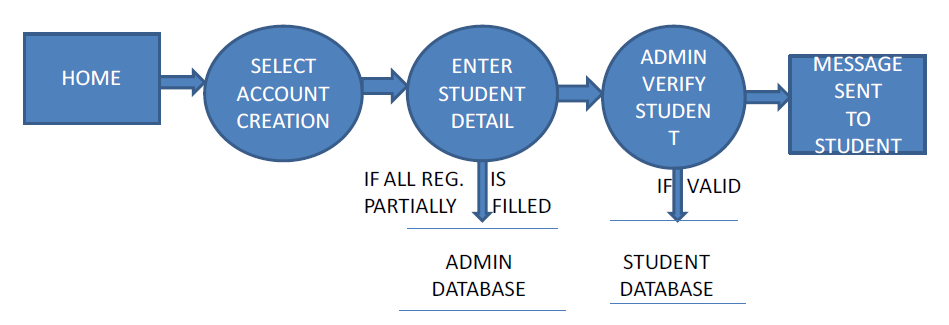 HOME
SELECT
ACCOUNT
CREATION
ENTER
STUDENT
DETAIL
ADMIN
VERIFY
STUDEN
T
MESSAGE
SENT
TO
STUDENT
IF ALL REG. IS
PARTIALLY FILLED
IF VALID
ADMIN
DATABASE
STUDENT
DATABASE